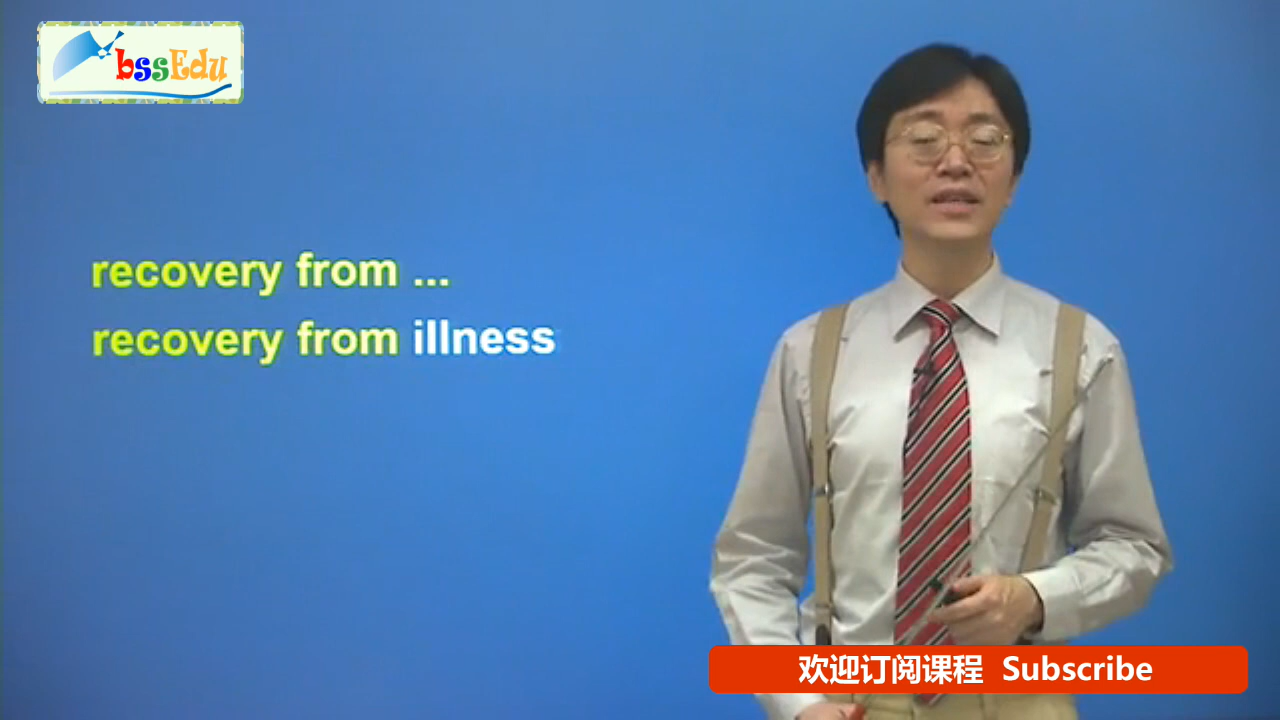 bssEdu
recovery from ...
recovery from illness
欢迎订阅课程 Subscribe